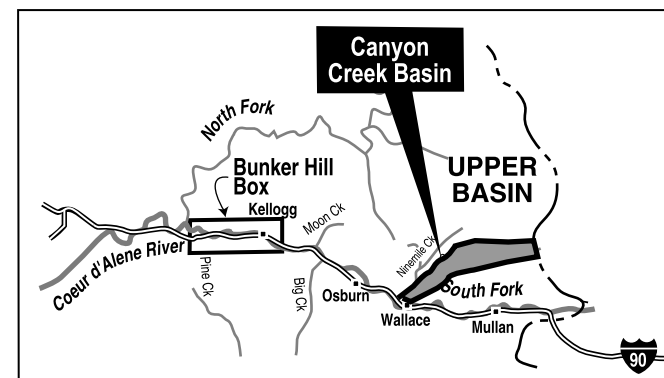 Canyon
Creek Basin
North Fork
UPPER
BASIN
Bunker Hill
Box
Kellogg
Moon Ck
Ninemile Ck
Coeur d'Alene River
Pine Ck
Big Ck
Osburn
South Fork
Wallace
Mullan
90